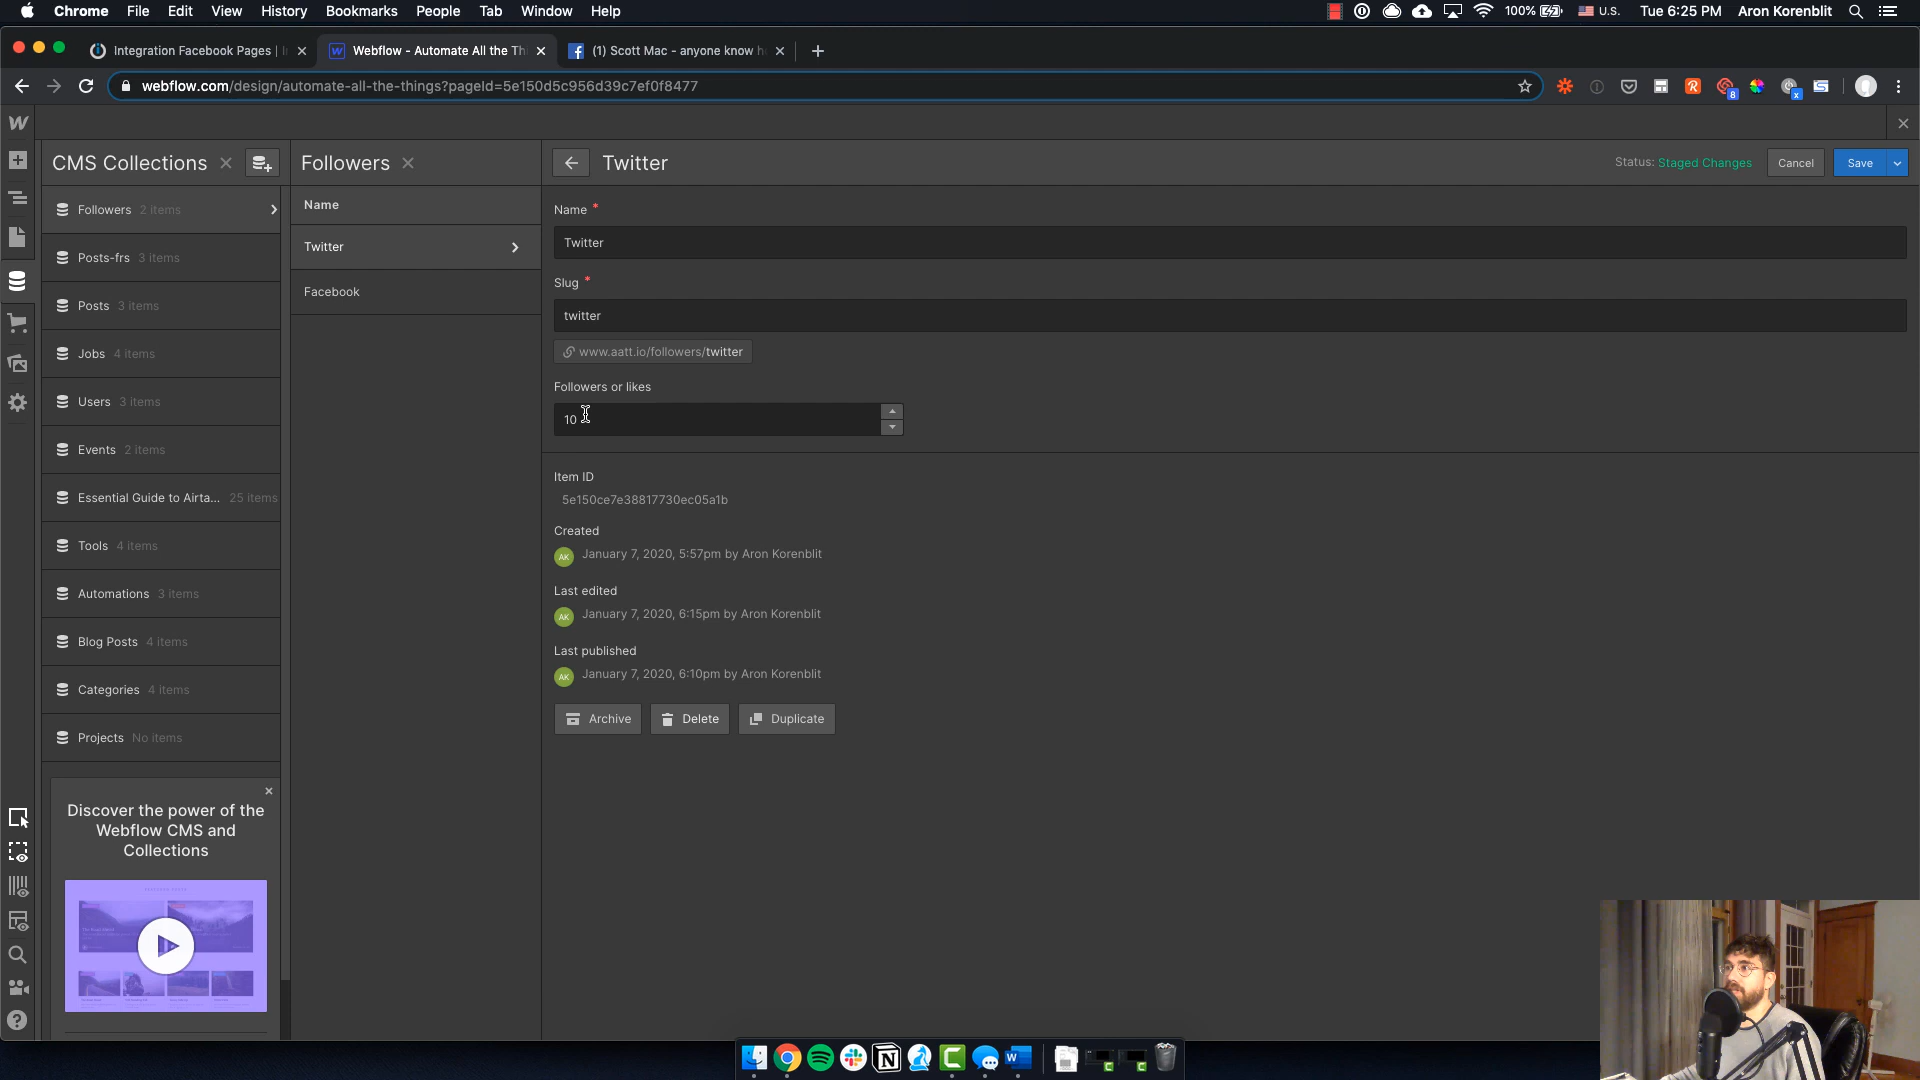 Chrome File Edit View History Bookmarks People Tab Window Help
100% U.S. Tue 6:25 PM Aron Korenblit
Integration Facebook Pages |
Webflow - Automate All the Th
(1) Scott Mac - anyone know h
webflow.com/design/automate-all-the-things?pageId=5e150d5c956d39c7ef0f8477
CMS Collections
Followers 2 items
Posts-frs 3 items
Posts 3 items
Jobs 4 items
Users 3 items
Events 2 items
Essential Guide to Airta... 25 items
Tools 4 items
Automations 3 items
Blog Posts 4 items
Categories 4 items
Projects No items
Discover the power of the
Webflow CMS and
Collections
Followers
Name
Twitter
Facebook
Twitter
Status: Staged Changes
Cancel
Save
Name *
Twitter
Slug *
twitter
www.aatt.io/followers/twitter
Followers or likes
10
Item ID
5e150ce7e38817730ec05a1b
Created
AK January 7, 2020, 5:57pm by Aron Korenblit
Last edited
AK January 7, 2020, 6:15pm by Aron Korenblit
Last published
AK January 7, 2020, 6:10pm by Aron Korenblit
Archive
Delete
Duplicate